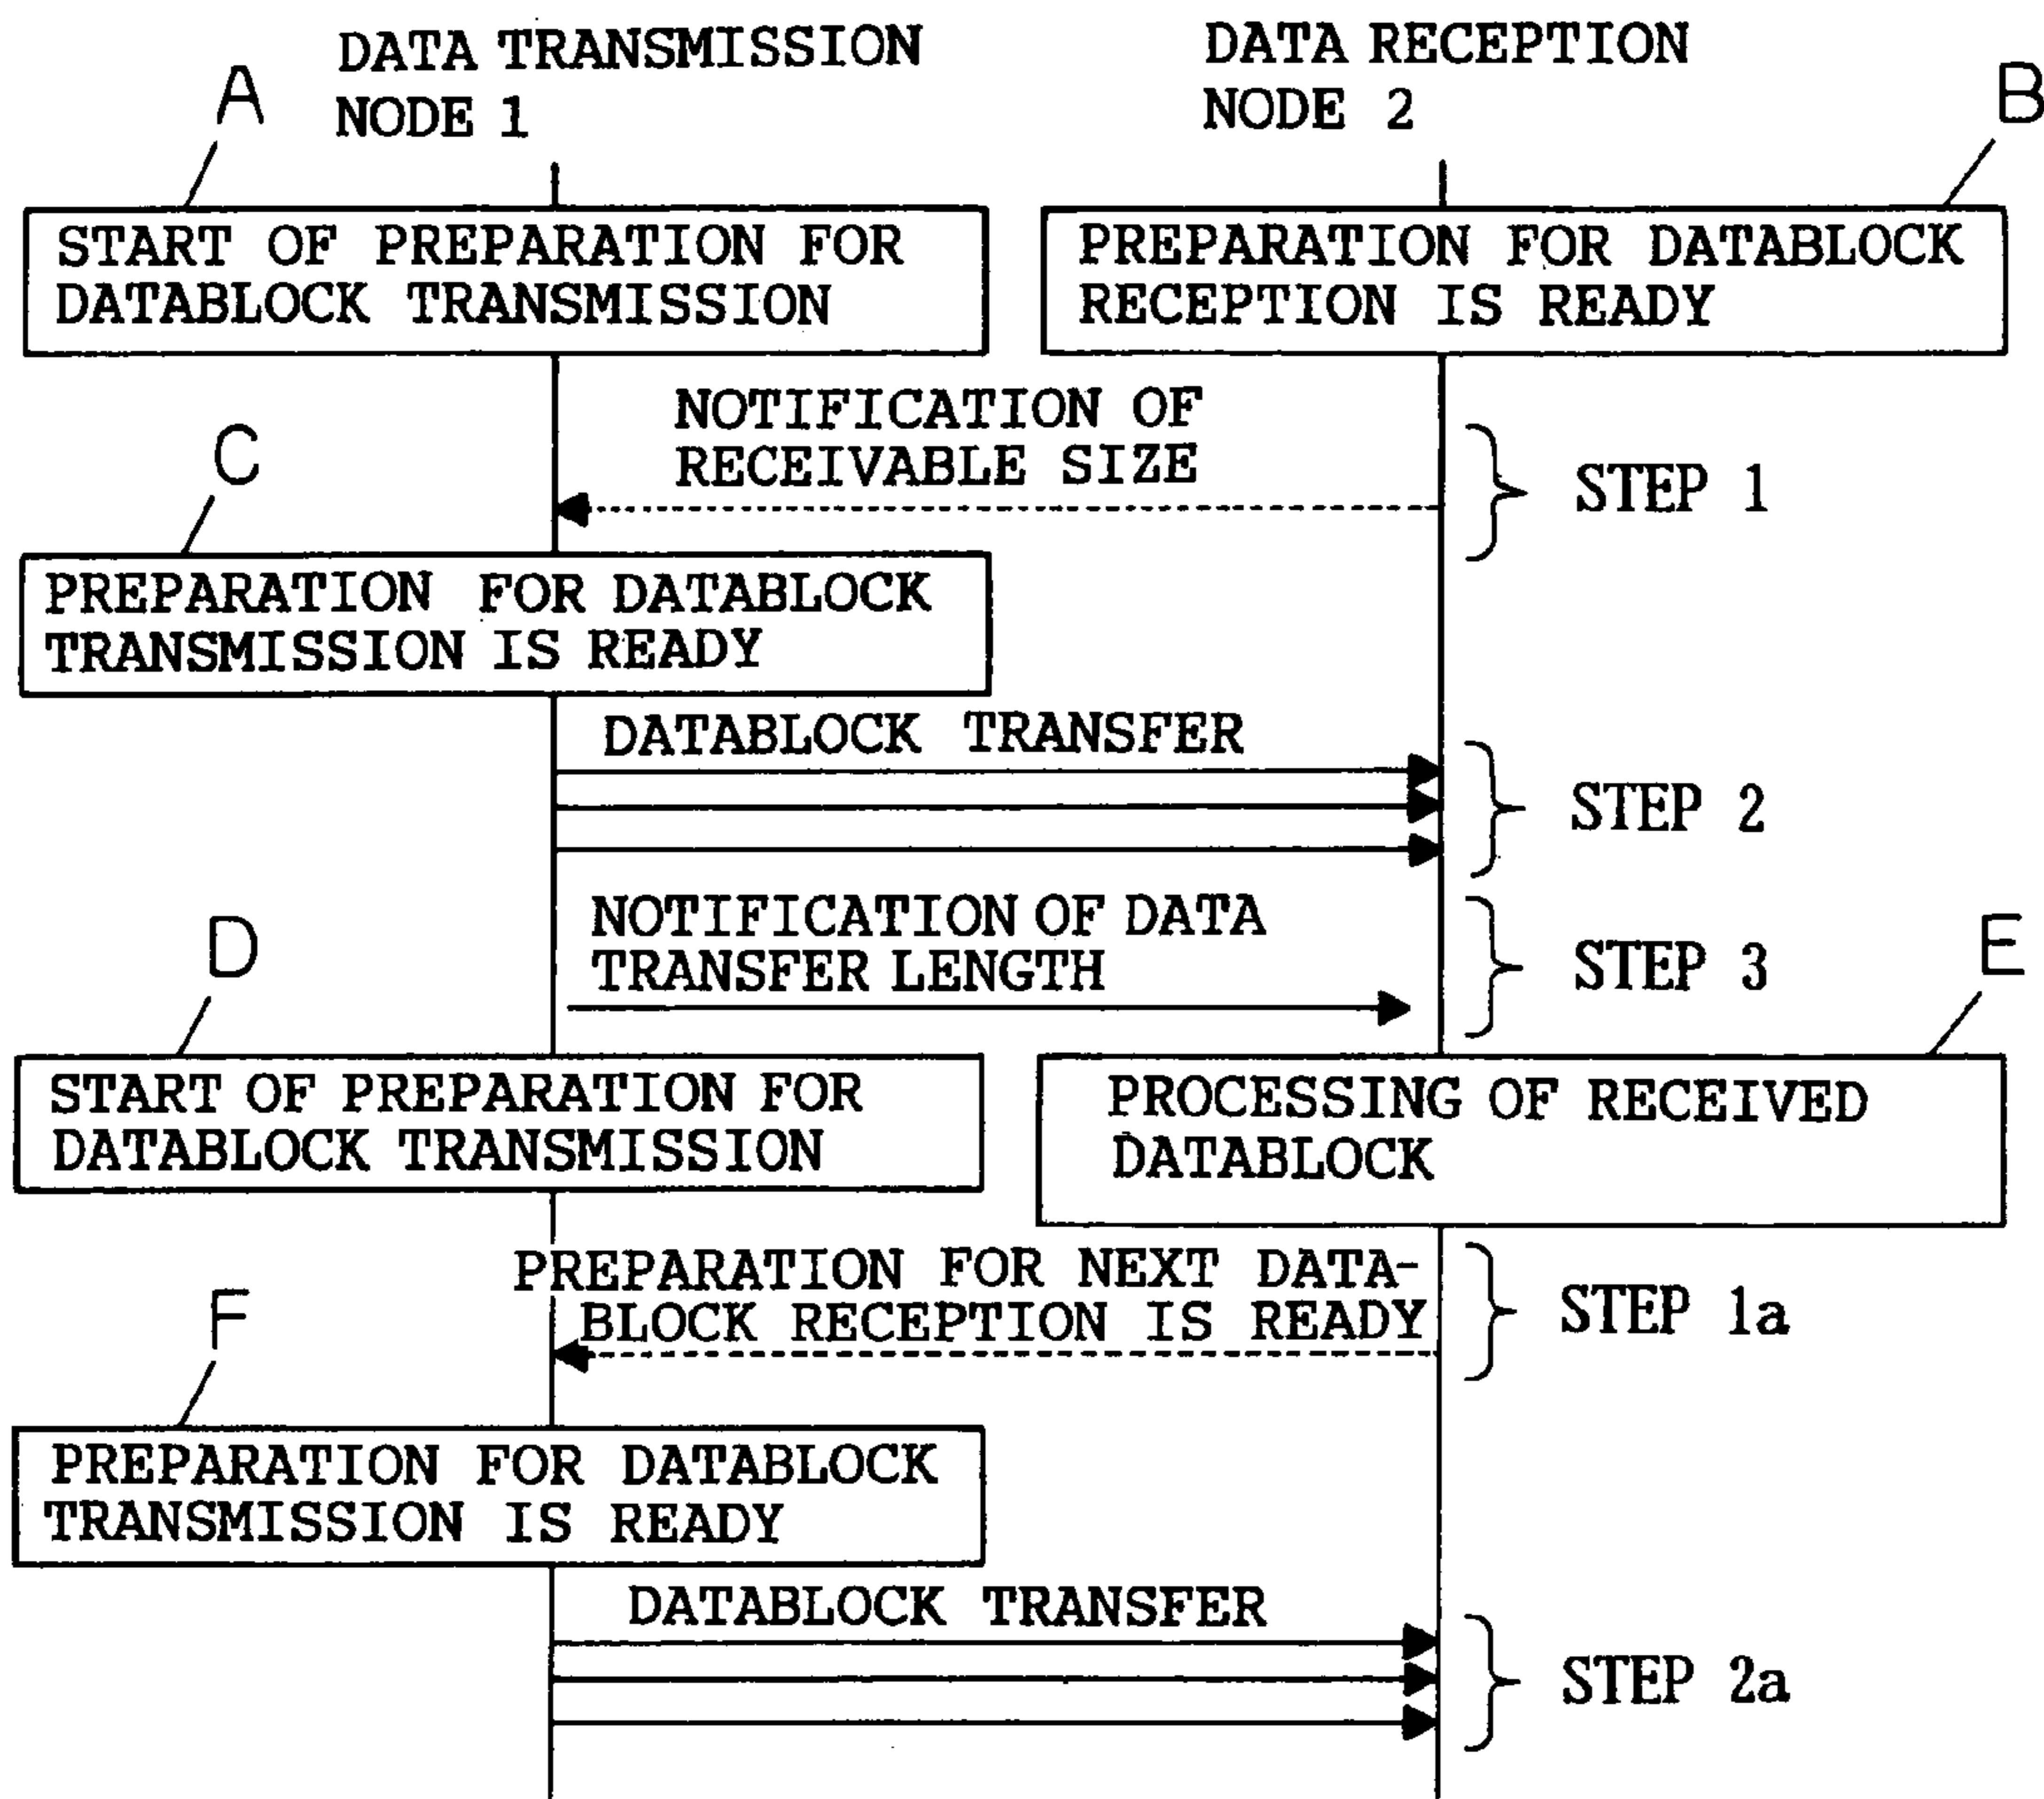 DATA TRANSMISSION
NODE 1
DATA RECEPTION
NODE 2
A
B
START OF PREPARATION FOR
DATABLOCK TRANSMISSION
PREPARATION FOR DATABLOCK
RECEPTION IS READY
NOTIFICATION OF
RECEIVABLE SIZE
STEP 1
C
PREPARATION FOR DATABLOCK
TRANSMISSION IS READY
DATABLOCK TRANSFER
STEP 2
NOTIFICATION OF DATA
TRANSFER LENGTH
STEP 3
D
E
START OF PREPARATION FOR
DATABLOCK TRANSMISSION
PROCESSING OF RECEIVED
DATABLOCK
PREPARATION FOR NEXT DATA-
BLOCK RECEPTION IS READY
STEP 1a
F
PREPARATION FOR DATABLOCK
TRANSMISSION IS READY
DATABLOCK TRANSFER
STEP 2a